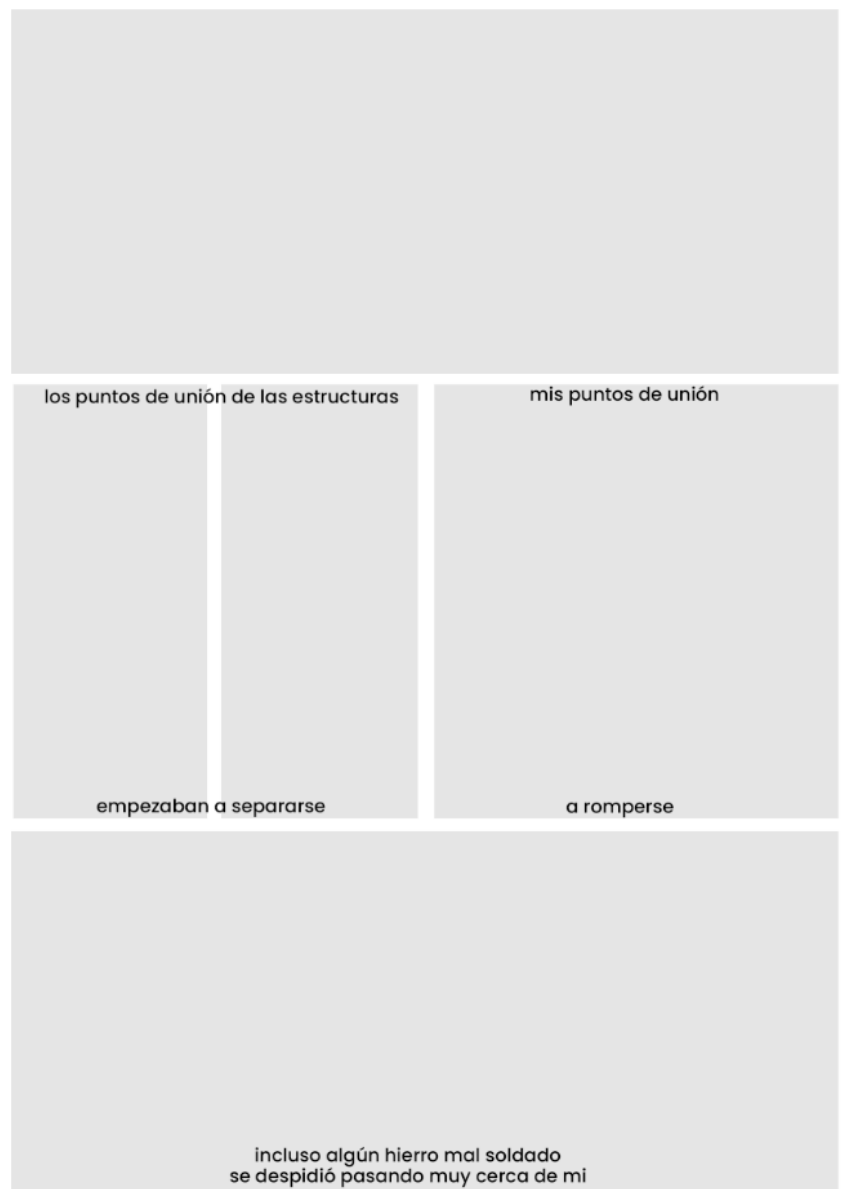 los puntos de unión de las estructuras
empezaban a separarse
mis puntos de unión
a romperse
incluso algún hierro mal soldado
se despidió pasando muy cerca de mi